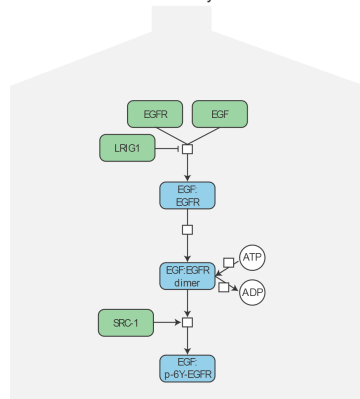 EGFR
EGF
LRIG1
EGF:
EGFR
EGF:EGFR
dimer
ATP
ADP
SRC-1
EGF:
p-6Y-EGFR